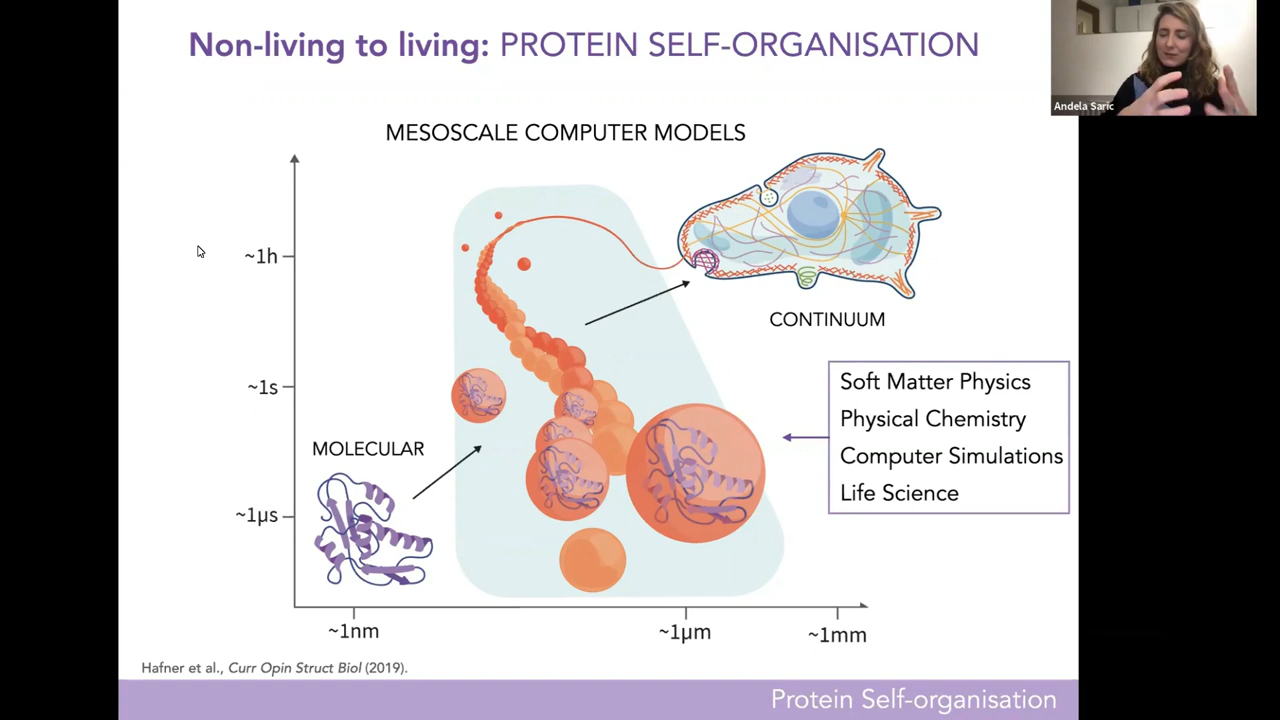 Non-living to living: PROTEIN SELF-ORGANISATION
Andela Saric
MESOSCALE COMPUTER MODELS
~1h
CONTINUUM
~1s
Soft Matter Physics
Physical Chemistry
Computer Simulations
Life Science
MOLECULAR
~1µs
~1nm
~1µm
~1mm
Hafner et al., Curr Opin Struct Biol (2019).
Protein Self-organisation